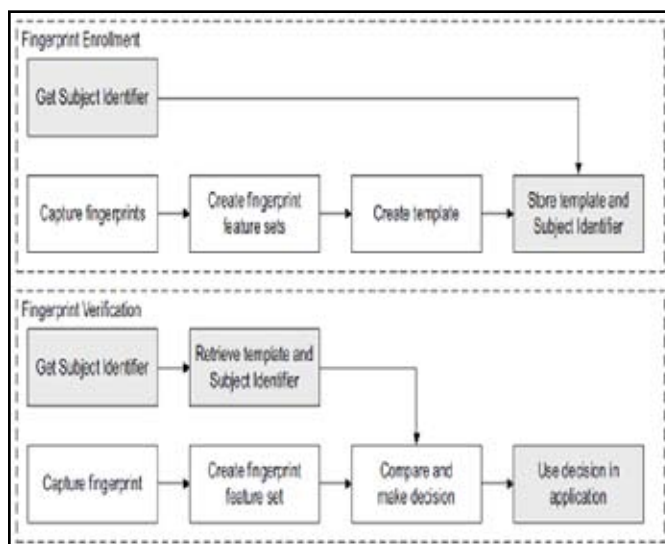 Fingerprint Enrollment
Get Subject Identifier
Capture fingerprints
Create fingerprint
feature sets
Create template
Store template and
Subject Identifier
Fingerprint Verification
Get Subject Identifier
Retrieve template and
Subject Identifier
Capture fingerprint
Create fingerprint
feature set
Compare and
make decision
Use decision in
application